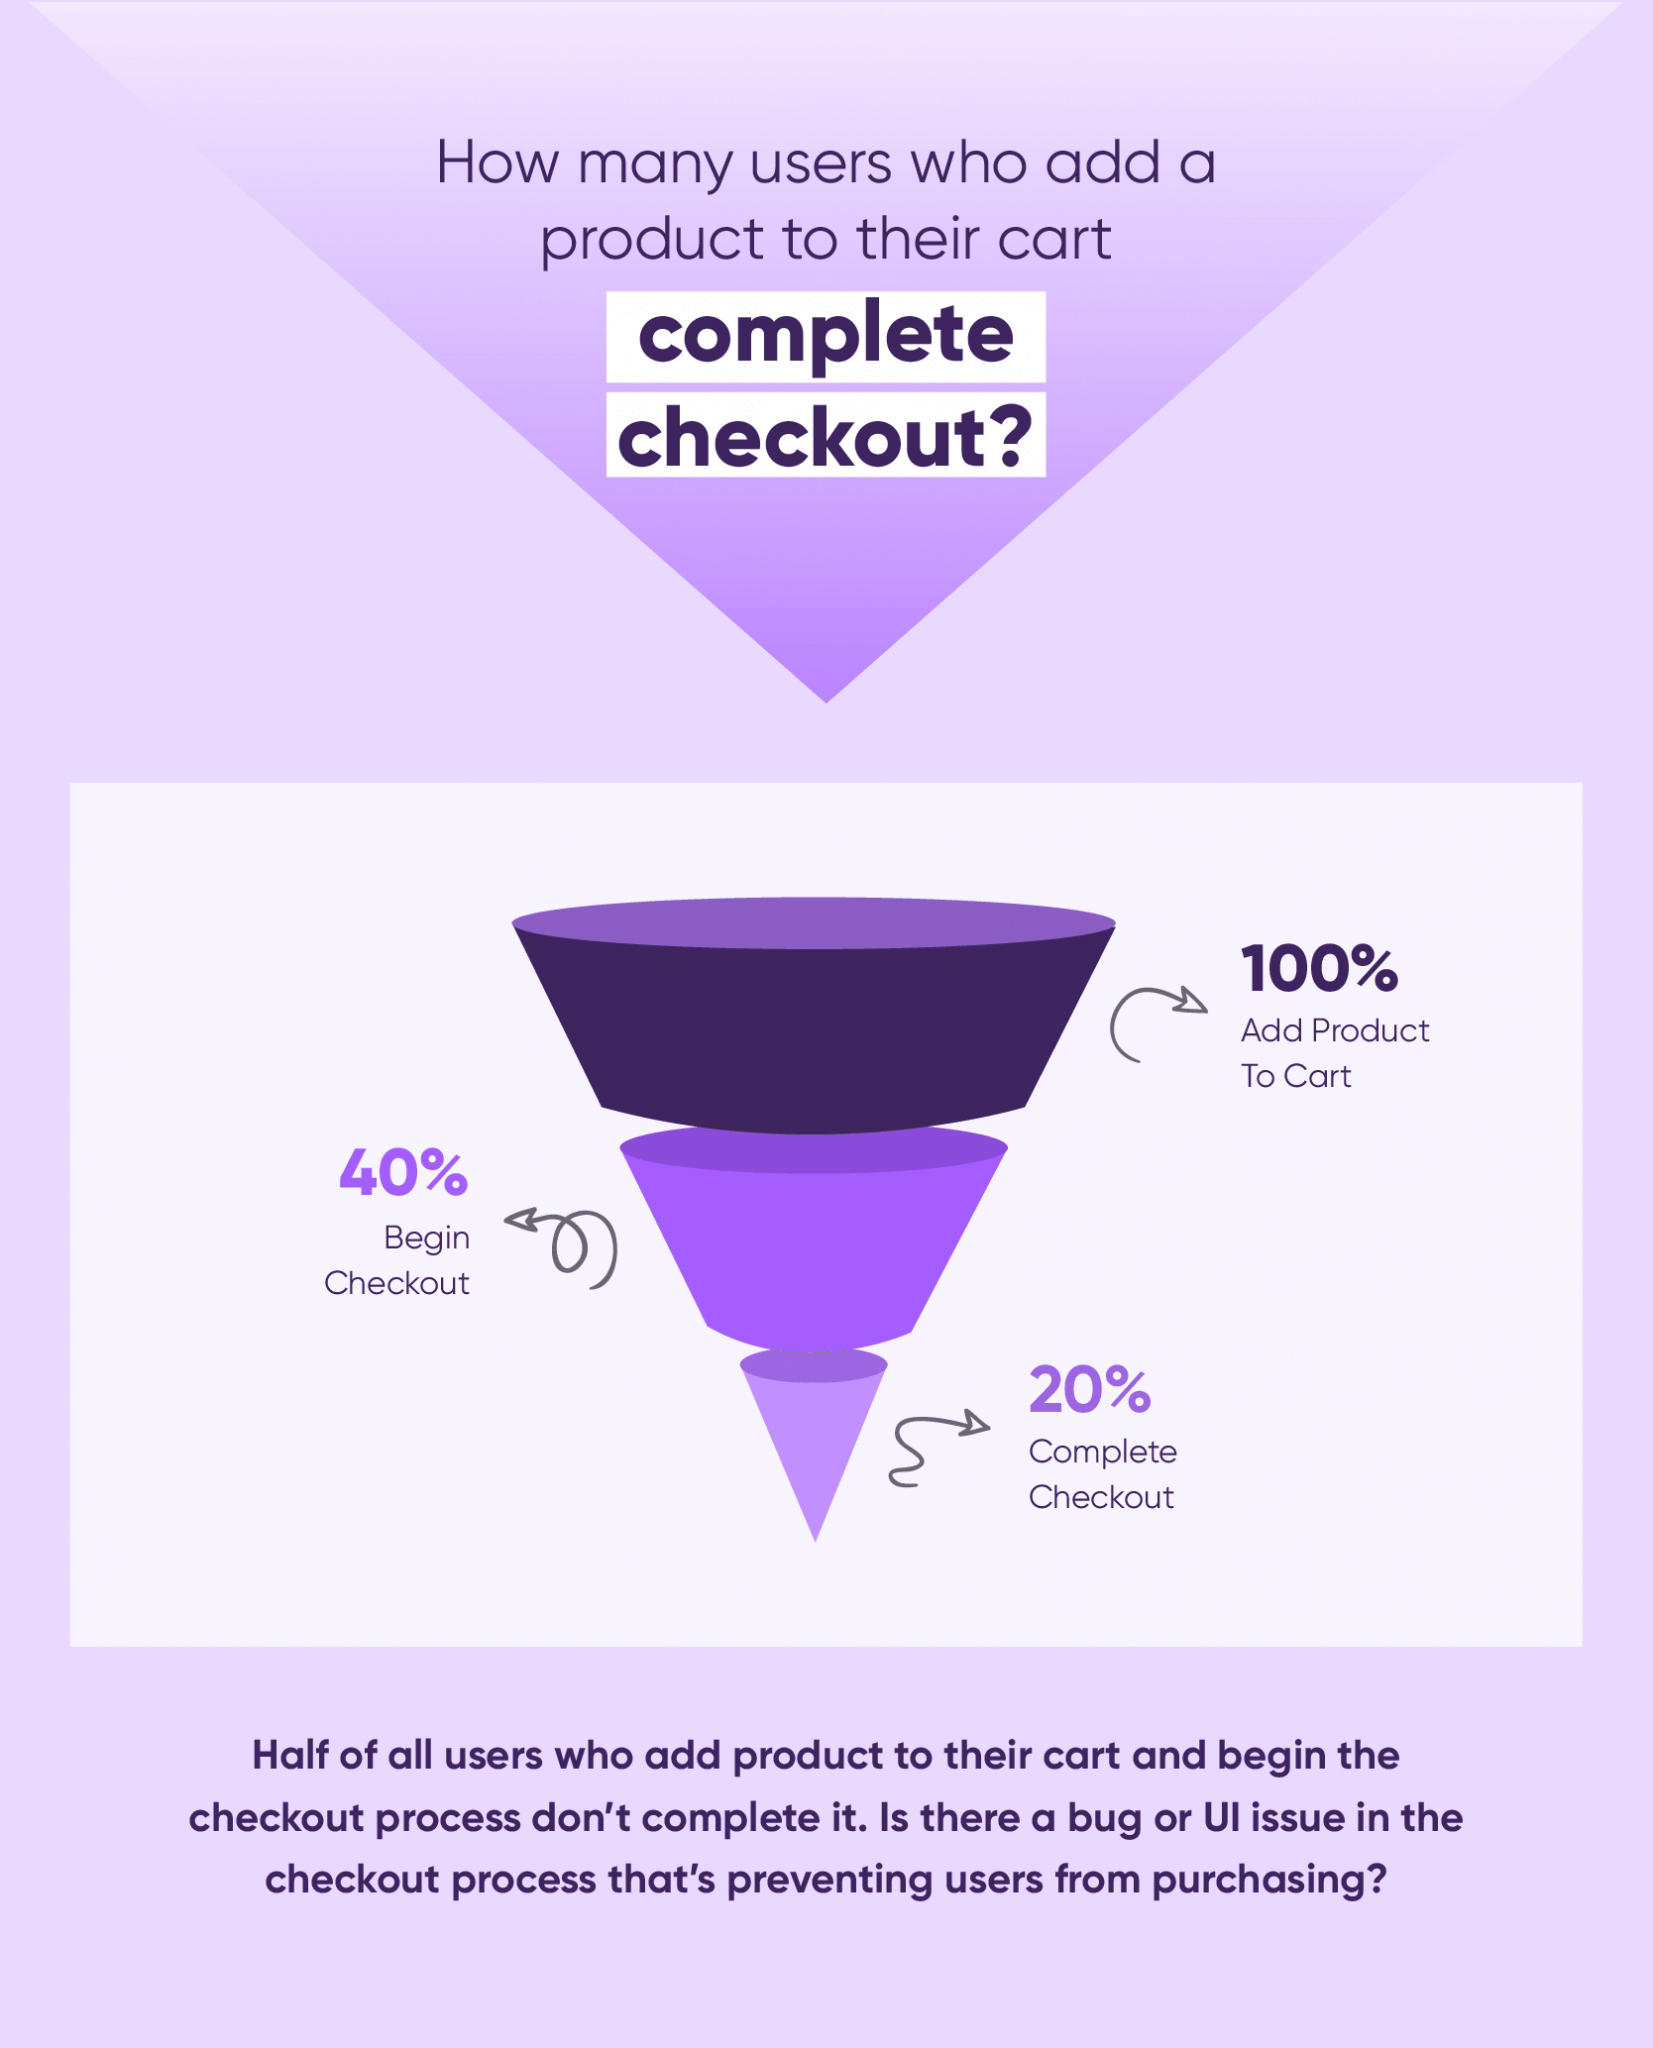 How many users who add a
product to their cart
complete
checkout?
100%
Add Product
To Cart
40%
Begin
Checkout
20%
Complete
Checkout
Half of all users who add product to their cart and begin the
checkout process don’t complete it. Is there a bug or UI issue in the
checkout process that’s preventing users from purchasing?